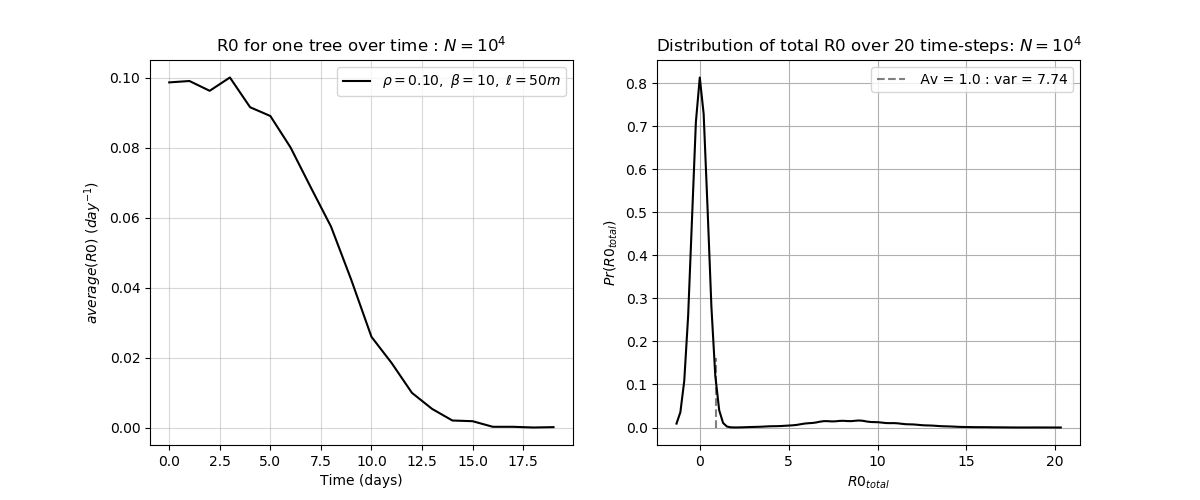 R0 for one tree over time : N = 10⁴
ρ = 0.10, β = 10, ℓ = 50m
average(R0) (day⁻¹)
0.10
0.08
0.06
0.04
0.02
0.00
0.0 2.5 5.0 7.5 10.0 12.5 15.0 17.5
Time (days)
Distribution of total R0 over 20 time-steps: N = 10⁴
Av = 1.0 : var = 7.74
Pr(R0_total)
0.8
0.7
0.6
0.5
0.4
0.3
0.2
0.1
0.0
0 5 10 15 20
R0_total